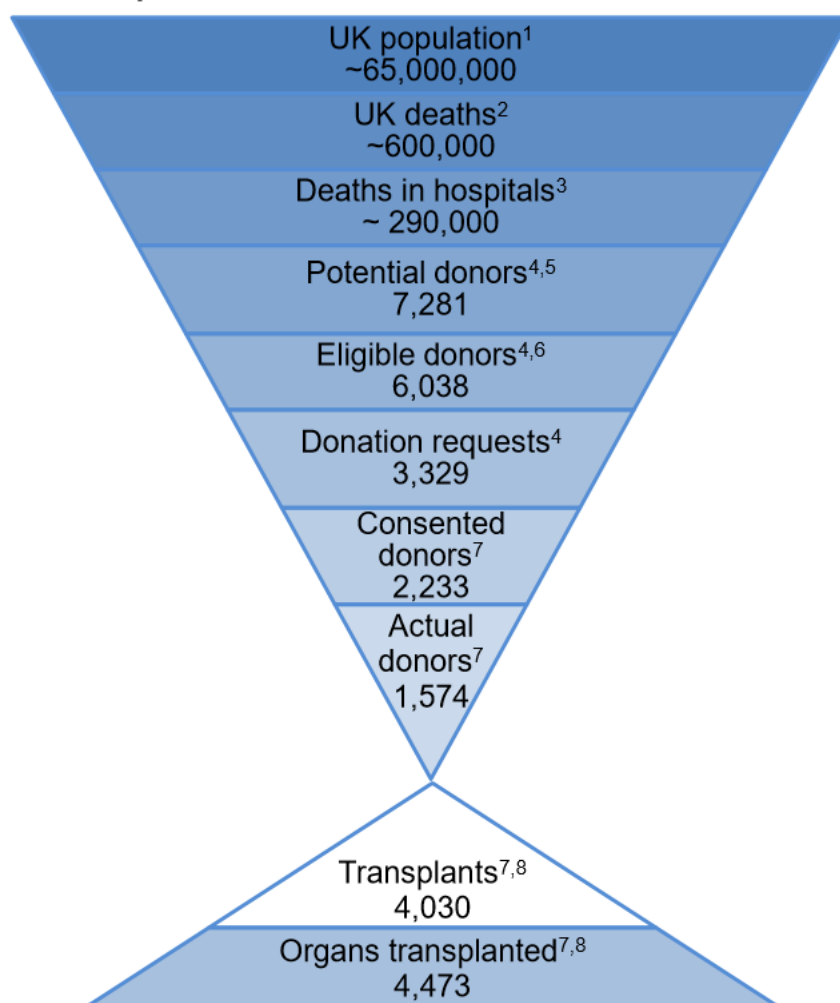 UK population¹
~65,000,000
UK deaths²
~600,000
Deaths in hospitals³
~ 290,000
Potential donors⁴,⁵
7,281
Eligible donors⁴,⁶
6,038
Donation requests⁴
3,329
Consented
donors⁷
2,233
Actual
donors⁷
1,574
Transplants⁷,⁸
4,030
Organs transplanted⁷,⁸
4,473